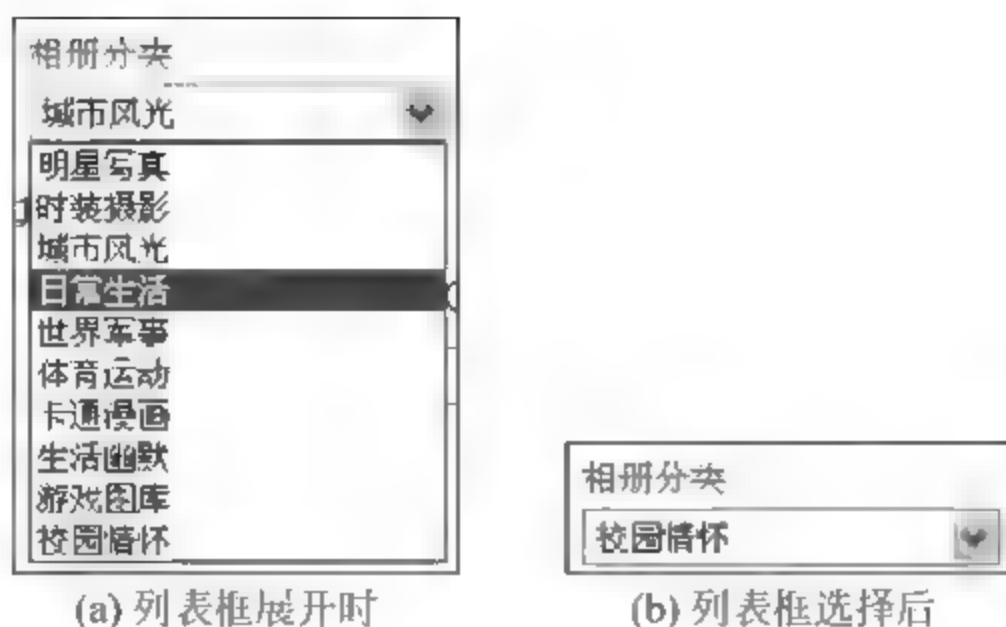 相册分类
城市风光
明星写真
时装摄影
城市风光
日常生活
世界军事
体育运动
卡通漫画
生活幽默
游戏图库
校园情怀
(a) 列表框展开时
相册分类
校园情怀
(b) 列表框选择后